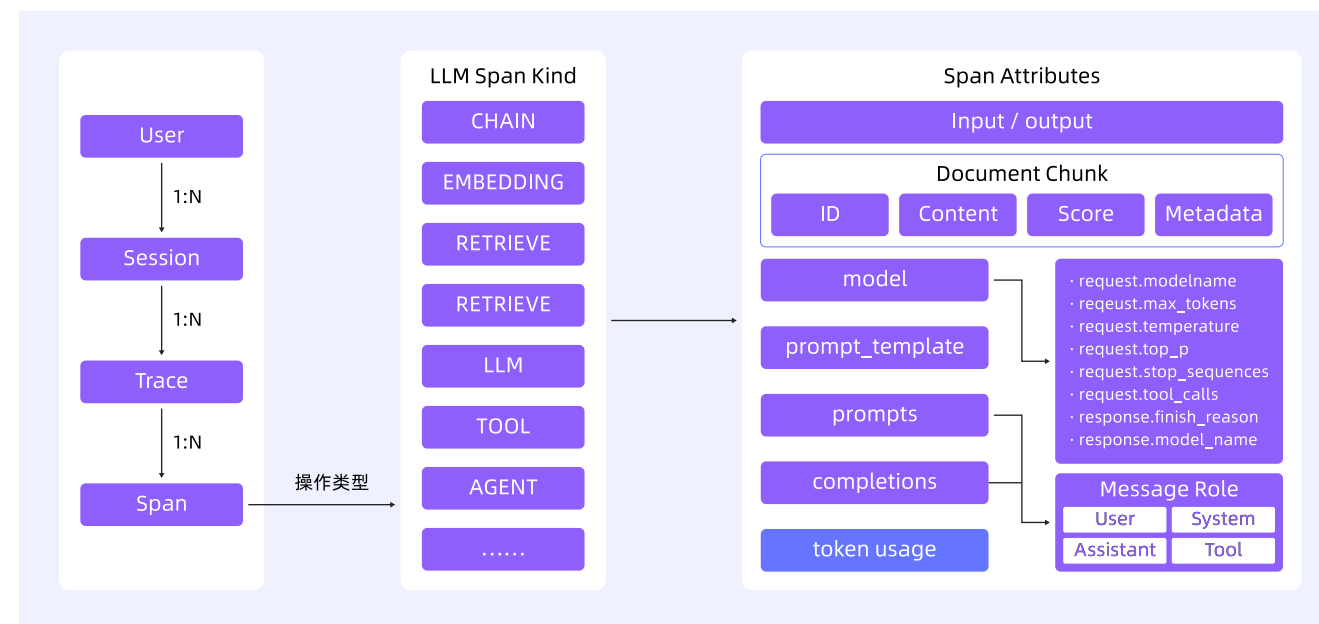 User
1:N
Session
1:N
Trace
1:N
Span
操作类型
LLM Span Kind
CHAIN
EMBEDDING
RETRIEVE
RETRIEVE
LLM
TOOL
AGENT
……
Span Attributes
Input / output
Document Chunk
ID
Content
Score
Metadata
model
prompt_template
prompts
completions
token usage
· request.modelname
· reqeust.max_tokens
· request.temperature
· request.top_p
· request.stop_sequences
· request.tool_calls
· response.finish_reason
· response.model_name
Message Role
User
System
Assistant
Tool